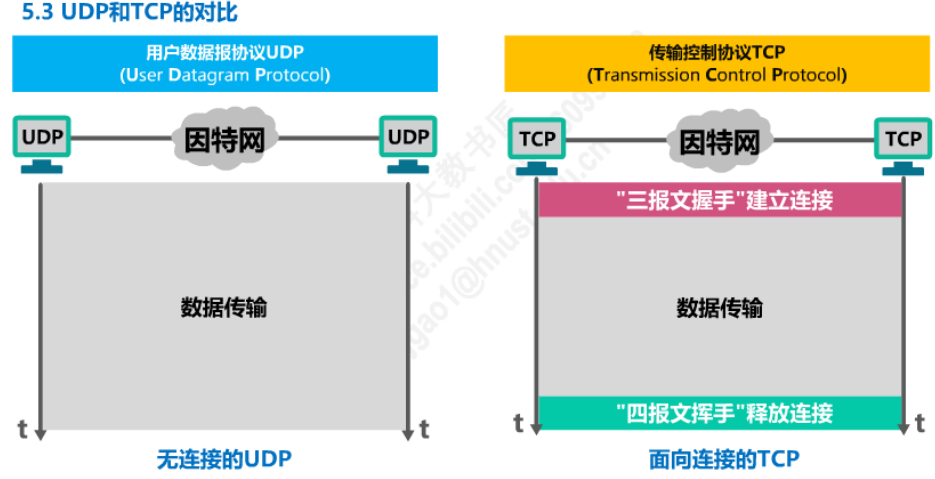 5.3 UDP和TCP的对比
用户数据报协议UDP
(User Datagram Protocol)
传输控制协议TCP
(Transmission Control Protocol)
UDP
因特网
UDP
TCP
因特网
TCP
"三报文握手"建立连接
数据传输
数据传输
"四报文挥手"释放连接
t
t
t
t
无连接的UDP
面向连接的TCP